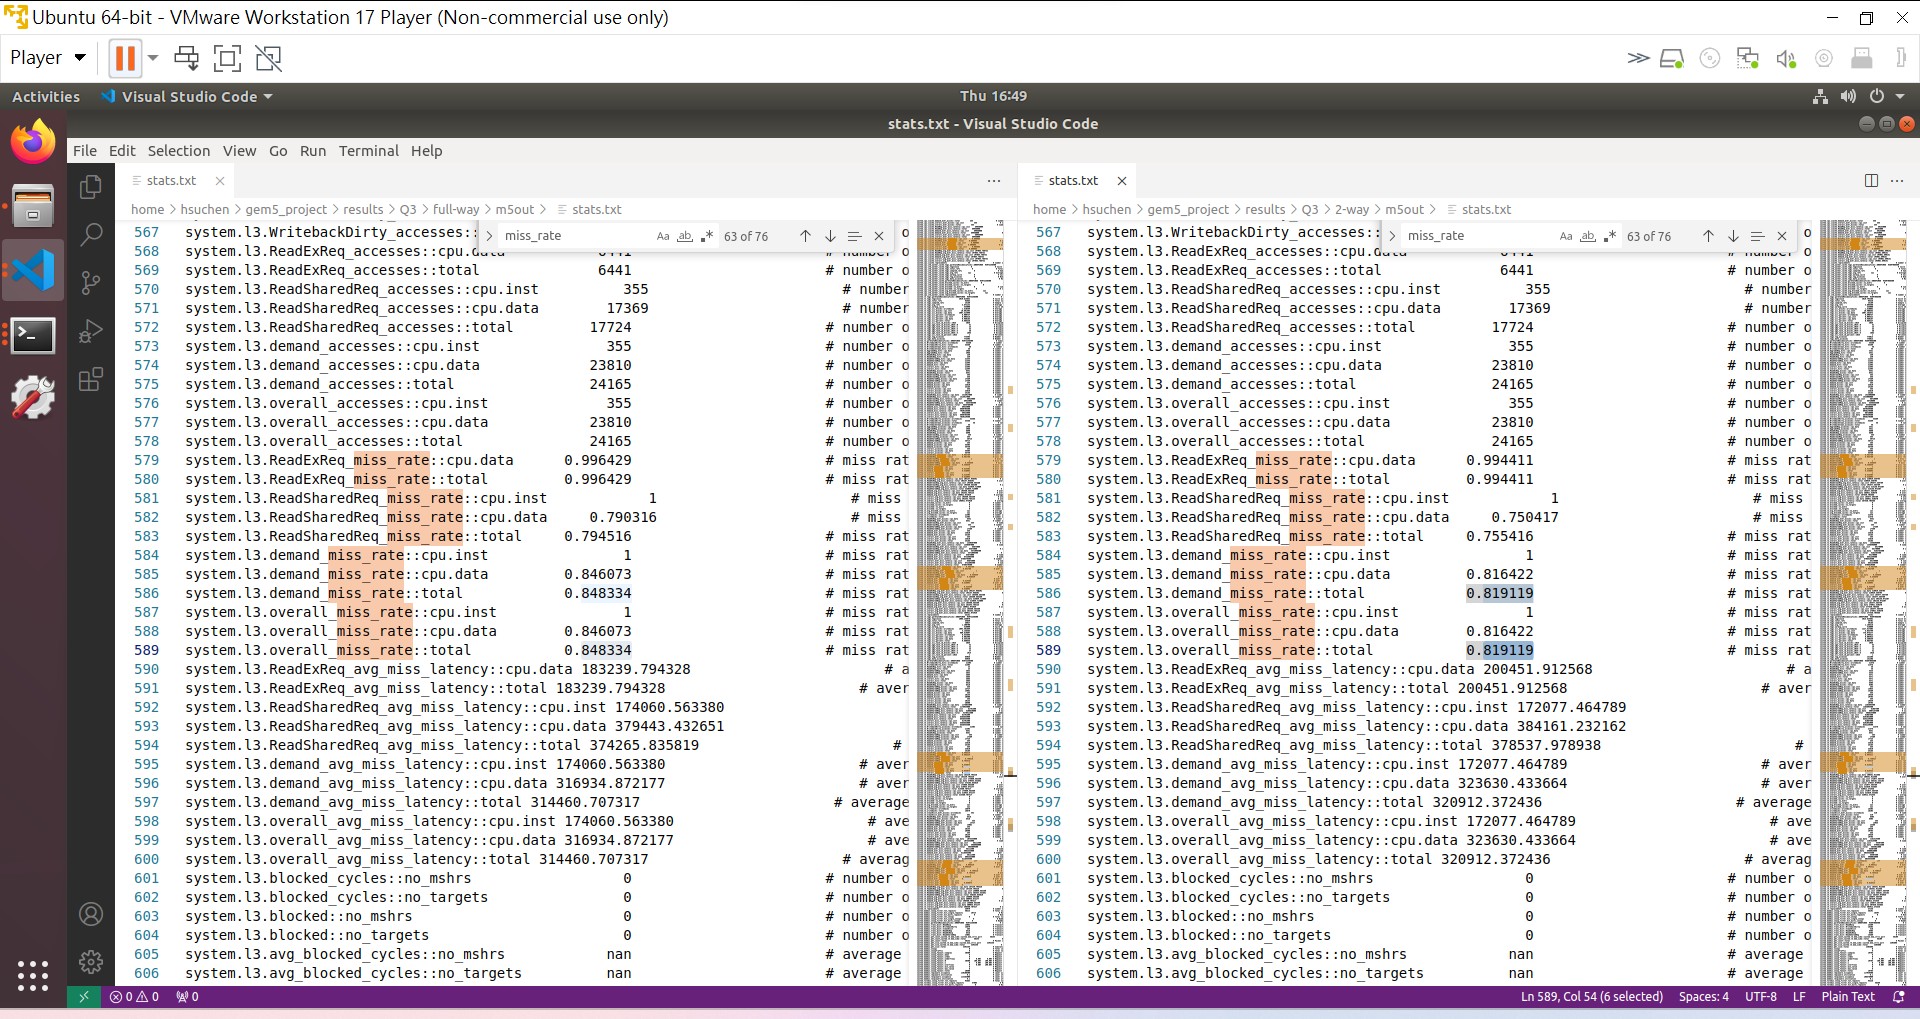 Ubuntu 64-bit - VMware Workstation 17 Player (Non-commercial use only)
Player
Activities Visual Studio Code Thu 16:49
stats.txt - Visual Studio Code
File Edit Selection View Go Run Terminal Help
stats.txt
home > hsuchen > gem5_project > results > Q3 > full-way > m5out > stats.txt
miss_rate Aa ab .* 63 of 76
567 system.l3.WritebackDirty_accesses::
568 system.l3.ReadExReq_accesses::cpu.data 6441 # number o
569 system.l3.ReadExReq_accesses::total 6441 # number o
570 system.l3.ReadSharedReq_accesses::cpu.inst 355 # number
571 system.l3.ReadSharedReq_accesses::cpu.data 17369 # number
572 system.l3.ReadSharedReq_accesses::total 17724 # number o
573 system.l3.demand_accesses::cpu.inst 355 # number o
574 system.l3.demand_accesses::cpu.data 23810 # number o
575 system.l3.demand_accesses::total 24165 # number o
576 system.l3.overall_accesses::cpu.inst 355 # number o
577 system.l3.overall_accesses::cpu.data 23810 # number o
578 system.l3.overall_accesses::total 24165 # number o
579 system.l3.ReadExReq_miss_rate::cpu.data 0.996429 # miss rat
580 system.l3.ReadExReq_miss_rate::total 0.996429 # miss rat
581 system.l3.ReadSharedReq_miss_rate::cpu.inst 1 # miss
582 system.l3.ReadSharedReq_miss_rate::cpu.data 0.790316 # miss
583 system.l3.ReadSharedReq_miss_rate::total 0.794516 # miss rat
584 system.l3.demand_miss_rate::cpu.inst 1 # miss rat
585 system.l3.demand_miss_rate::cpu.data 0.846073 # miss rat
586 system.l3.demand_miss_rate::total 0.848334 # miss rat
587 system.l3.overall_miss_rate::cpu.inst 1 # miss rat
588 system.l3.overall_miss_rate::cpu.data 0.846073 # miss rat
589 system.l3.overall_miss_rate::total 0.848334 # miss rat
590 system.l3.ReadExReq_avg_miss_latency::cpu.data 183239.794328 # a
591 system.l3.ReadExReq_avg_miss_latency::total 183239.794328 # aver
592 system.l3.ReadSharedReq_avg_miss_latency::cpu.inst 174060.563380
593 system.l3.ReadSharedReq_avg_miss_latency::cpu.data 379443.432651
594 system.l3.ReadSharedReq_avg_miss_latency::total 374265.835819 #
595 system.l3.demand_avg_miss_latency::cpu.inst 174060.563380 # aver
596 system.l3.demand_avg_miss_latency::cpu.data 316934.872177 # aver
597 system.l3.demand_avg_miss_latency::total 314460.707317 # average
598 system.l3.overall_avg_miss_latency::cpu.inst 174060.563380 # ave
599 system.l3.overall_avg_miss_latency::cpu.data 316934.872177 # ave
600 system.l3.overall_avg_miss_latency::total 314460.707317 # averag
601 system.l3.blocked_cycles::no_mshrs 0 # number o
602 system.l3.blocked_cycles::no_targets 0 # number o
603 system.l3.blocked::no_mshrs 0 # number o
604 system.l3.blocked::no_targets 0 # number o
605 system.l3.avg_blocked_cycles::no_mshrs nan # average
606 system.l3.avg_blocked_cycles::no_targets nan # average
stats.txt
home > hsuchen > gem5_project > results > Q3 > 2-way > m5out > stats.txt
miss_rate Aa ab .* 63 of 76
567 system.l3.WritebackDirty_accesses:: o
568 system.l3.ReadExReq_accesses::cpu.data 6441 # number o
569 system.l3.ReadExReq_accesses::total 6441 # number o
570 system.l3.ReadSharedReq_accesses::cpu.inst 355 # number
571 system.l3.ReadSharedReq_accesses::cpu.data 17369 # number
572 system.l3.ReadSharedReq_accesses::total 17724 # number o
573 system.l3.demand_accesses::cpu.inst 355 # number o
574 system.l3.demand_accesses::cpu.data 23810 # number o
575 system.l3.demand_accesses::total 24165 # number o
576 system.l3.overall_accesses::cpu.inst 355 # number o
577 system.l3.overall_accesses::cpu.data 23810 # number o
578 system.l3.overall_accesses::total 24165 # number o
579 system.l3.ReadExReq_miss_rate::cpu.data 0.994411 # miss rat
580 system.l3.ReadExReq_miss_rate::total 0.994411 # miss rat
581 system.l3.ReadSharedReq_miss_rate::cpu.inst 1 # miss
582 system.l3.ReadSharedReq_miss_rate::cpu.data 0.750417 # miss
583 system.l3.ReadSharedReq_miss_rate::total 0.755416 # miss rat
584 system.l3.demand_miss_rate::cpu.inst 1 # miss rat
585 system.l3.demand_miss_rate::cpu.data 0.816422 # miss rat
586 system.l3.demand_miss_rate::total 0.819119 # miss rat
587 system.l3.overall_miss_rate::cpu.inst 1 # miss rat
588 system.l3.overall_miss_rate::cpu.data 0.816422 # miss rat
589 system.l3.overall_miss_rate::total 0.819119 # miss rat
590 system.l3.ReadExReq_avg_miss_latency::cpu.data 200451.912568 # a
591 system.l3.ReadExReq_avg_miss_latency::total 200451.912568 # aver
592 system.l3.ReadSharedReq_avg_miss_latency::cpu.inst 172077.464789
593 system.l3.ReadSharedReq_avg_miss_latency::cpu.data 384161.232162
594 system.l3.ReadSharedReq_avg_miss_latency::total 378537.978938 #
595 system.l3.demand_avg_miss_latency::cpu.inst 172077.464789 # aver
596 system.l3.demand_avg_miss_latency::cpu.data 323630.433664 # aver
597 system.l3.demand_avg_miss_latency::total 320912.372436 # average
598 system.l3.overall_avg_miss_latency::cpu.inst 172077.464789 # ave
599 system.l3.overall_avg_miss_latency::cpu.data 323630.433664 # ave
600 system.l3.overall_avg_miss_latency::total 320912.372436 # averag
601 system.l3.blocked_cycles::no_mshrs 0 # number o
602 system.l3.blocked_cycles::no_targets 0 # number o
603 system.l3.blocked::no_mshrs 0 # number o
604 system.l3.blocked::no_targets 0 # number o
605 system.l3.avg_blocked_cycles::no_mshrs nan # average
606 system.l3.avg_blocked_cycles::no_targets nan # average
0 0 0 Ln 589, Col 54 (6 selected) Spaces: 4 UTF-8 LF Plain Text